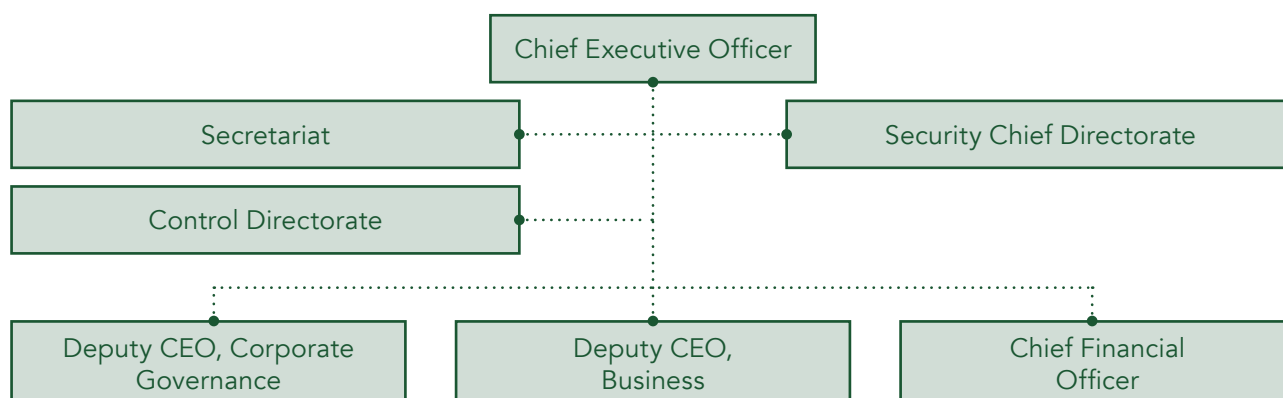 Chief Executive Officer
Secretariat
Security Chief Directorate
Control Directorate
Deputy CEO, Corporate
Governance
Deputy CEO,
Business
Chief Financial
Officer